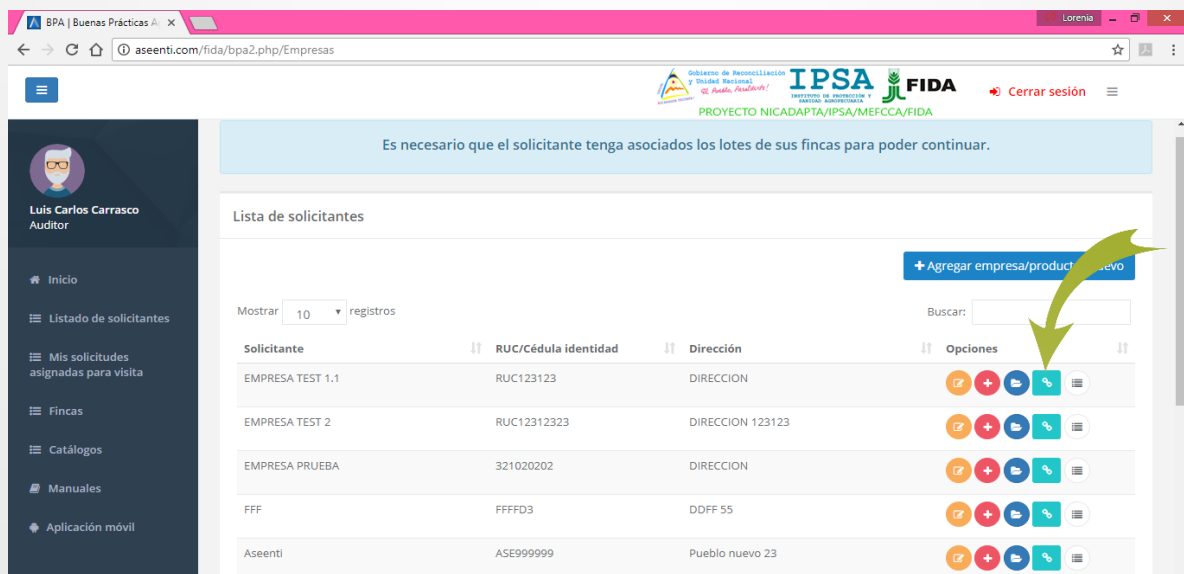 BPA | Buenas Prácticas A
Lorenia
aseenti.com/fida/bpa2.php/Empresas
Gobierno de Reconciliación
y Unidad Nacional
El Pueblo, Presidente!
IPSA
INSTITUTO DE PROTECCIÓN Y
SANIDAD AGROPECUARIA
FIDA
PROYECTO NICADAPTA/IPSA/MEFCCA/FIDA
Cerrar sesión
Luis Carlos Carrasco
Auditor
Inicio
Listado de solicitantes
Mis solicitudes
asignadas para visita
Fincas
Catálogos
Manuales
Aplicación móvil
Es necesario que el solicitante tenga asociados los lotes de sus fincas para poder continuar.
Lista de solicitantes
+ Agregar empresa/product evo
Mostrar 10 registros
Buscar:
Solicitante RUC/Cédula identidad Dirección Opciones
EMPRESA TEST 1.1 RUC123123 DIRECCION
EMPRESA TEST 2 RUC12312323 DIRECCION 123123
EMPRESA PRUEBA 321020202 DIRECCION
FFF FFFFD3 DDFF 55
Aseenti ASE999999 Pueblo nuevo 23